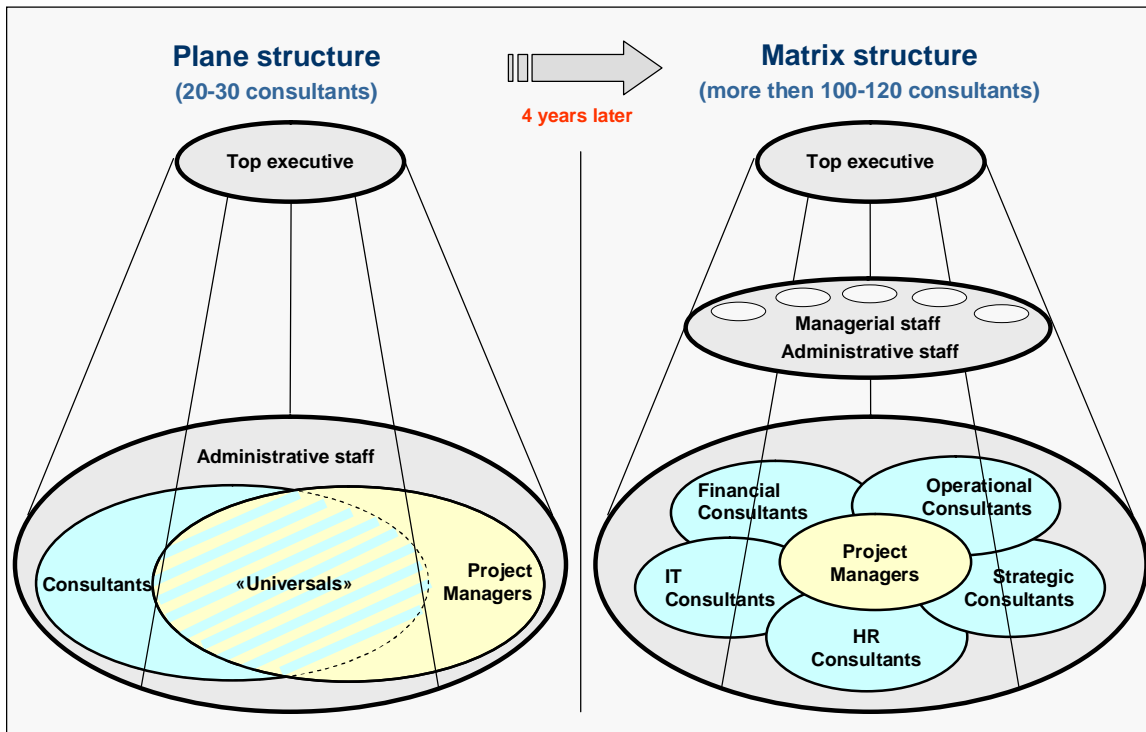 Plane structure
(20-30 consultants)
4 years later
Matrix structure
(more then 100-120 consultants)
Top executive
Administrative staff
Consultants
«Universals»
Project
Managers
Top executive
Managerial staff
Administrative staff
Financial
Consultants
Operational
Consultants
Project
Managers
IT
Consultants
Strategic
Consultants
HR
Consultants